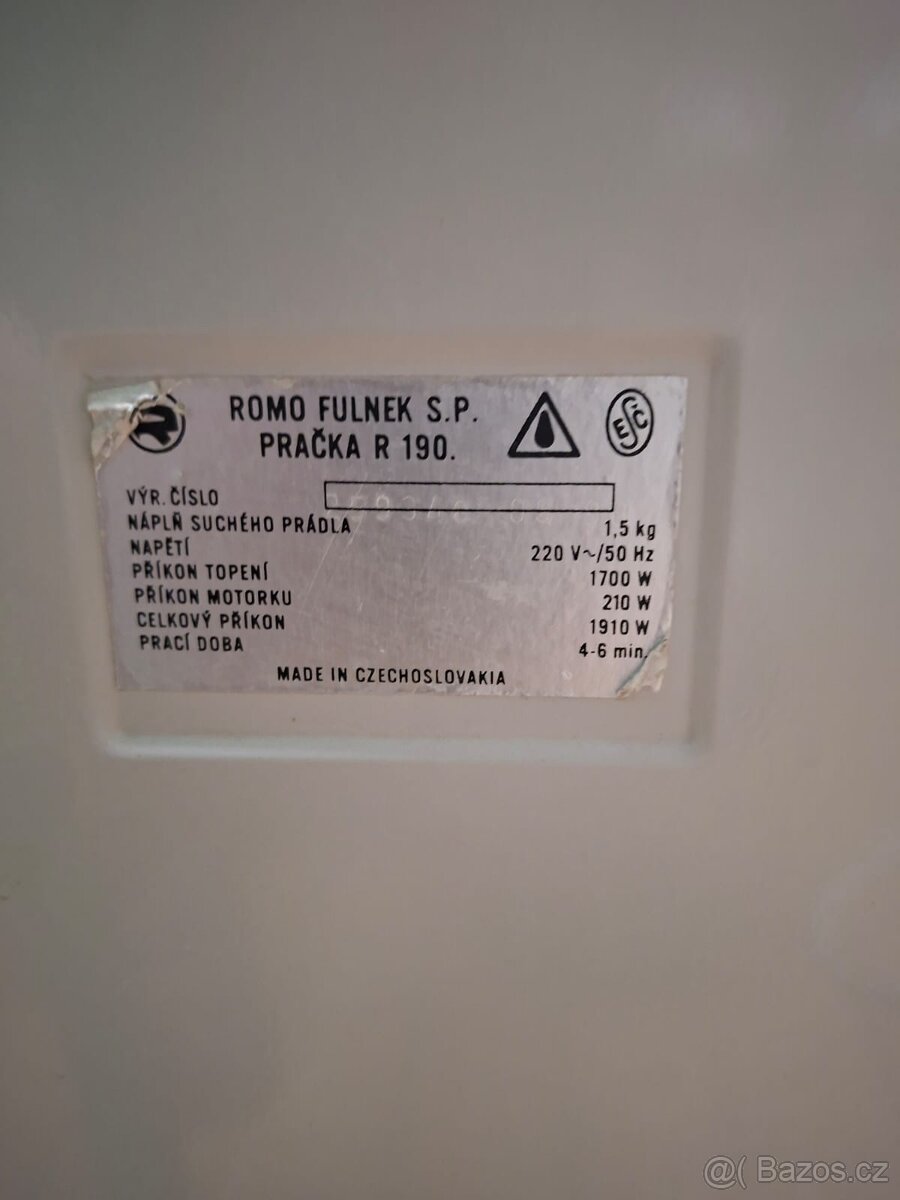 ROMO FULNEK S.P.
PRAČKA R 190.
ESČ
VÝR. ČÍSLO
NÁPLŇ SUCHÉHO PRÁDLA 1,5 kg
NAPĚTÍ 220 V~/50 Hz
PŘÍKON TOPENÍ 1700 W
PŘÍKON MOTORKU 210 W
CELKOVÝ PŘÍKON 1910 W
PRACÍ DOBA 4-6 min.
MADE IN CZECHOSLOVAKIA
@( Bazos.cz